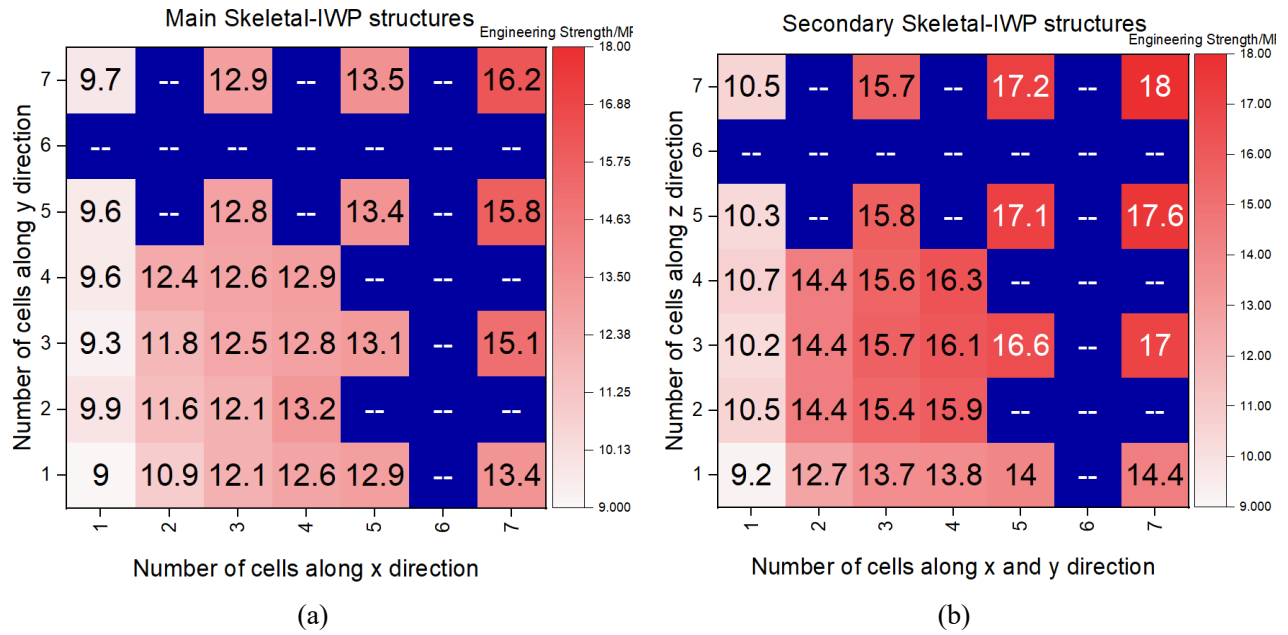 Main Skeletal-IWP structures
Engineering Strength/MF
Number of cells along y direction
7 9.7 -- 12.9 -- 13.5 -- 16.2
6 -- -- -- -- -- -- --
5 9.6 -- 12.8 -- 13.4 -- 15.8
4 9.6 12.4 12.6 12.9 -- -- --
3 9.3 11.8 12.5 12.8 13.1 -- 15.1
2 9.9 11.6 12.1 13.2 -- -- --
1 9 10.9 12.1 12.6 12.9 -- 13.4
1 2 3 4 5 6 7
Number of cells along x direction
18.00
16.88
15.75
14.63
13.50
12.38
11.25
10.13
9.000
(a)
Secondary Skeletal-IWP structures
Engineering Strength/MF
Number of cells along z direction
7 10.5 -- 15.7 -- 17.2 -- 18
6 -- -- -- -- -- -- --
5 10.3 -- 15.8 -- 17.1 -- 17.6
4 10.7 14.4 15.6 16.3 -- -- --
3 10.2 14.4 15.7 16.1 16.6 -- 17
2 10.5 14.4 15.4 15.9 -- -- --
1 9.2 12.7 13.7 13.8 14 -- 14.4
1 2 3 4 5 6 7
Number of cells along x and y direction
18.00
17.00
16.00
15.00
14.00
13.00
12.00
11.00
10.00
9.000
(b)